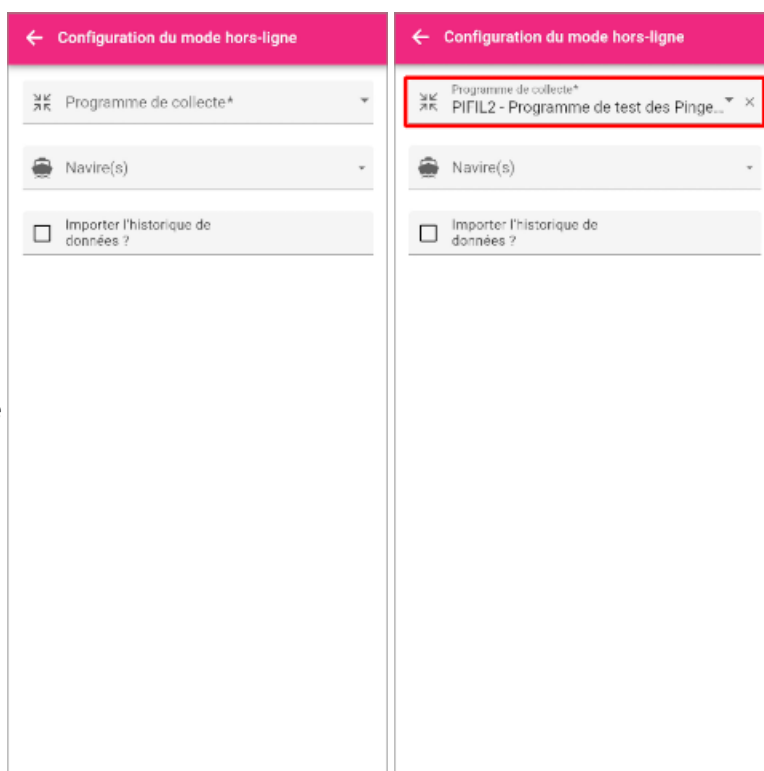 Configuration du mode hors-ligne
Programme de collecte*
Navire(s)
Importer l'historique de
données ?
Configuration du mode hors-ligne
Programme de collecte*
PIFIL2 - Programme de test des Pinge...
Navire(s)
Importer l'historique de
données ?